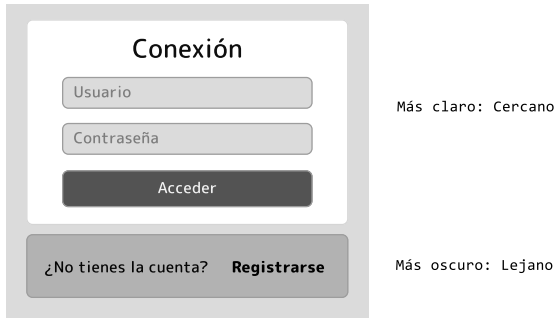 Conexión
Usuario
Más claro: Cercano
Contraseña
Acceder
¿No tienes la cuenta? Registrarse
Más oscuro: Lejano